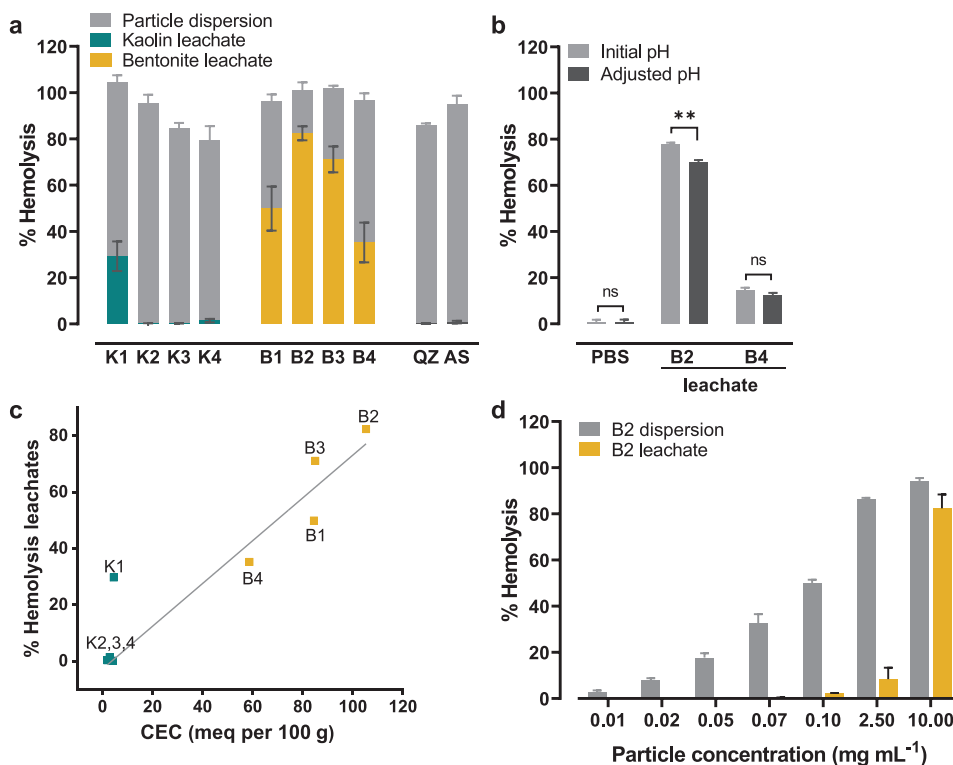 a
Particle dispersion
Kaolin leachate
Bentonite leachate
% Hemolysis
120
100
80
60
40
20
0
K1 K2 K3 K4 B1 B2 B3 B4 QZ AS
b
Initial pH
Adjusted pH
% Hemolysis
120
100
80
60
40
20
0
ns
**
ns
PBS B2 B4
leachate
c
% Hemolysis leachates
80
60
40
20
0
B2
B3
B1
B4
K1
K2,3,4
0 20 40 60 80 100 120
CEC (meq per 100 g)
d
B2 dispersion
B2 leachate
% Hemolysis
120
100
80
60
40
20
0
0.01 0.02 0.05 0.07 0.10 2.50 10.00
Particle concentration (mg mL⁻¹)